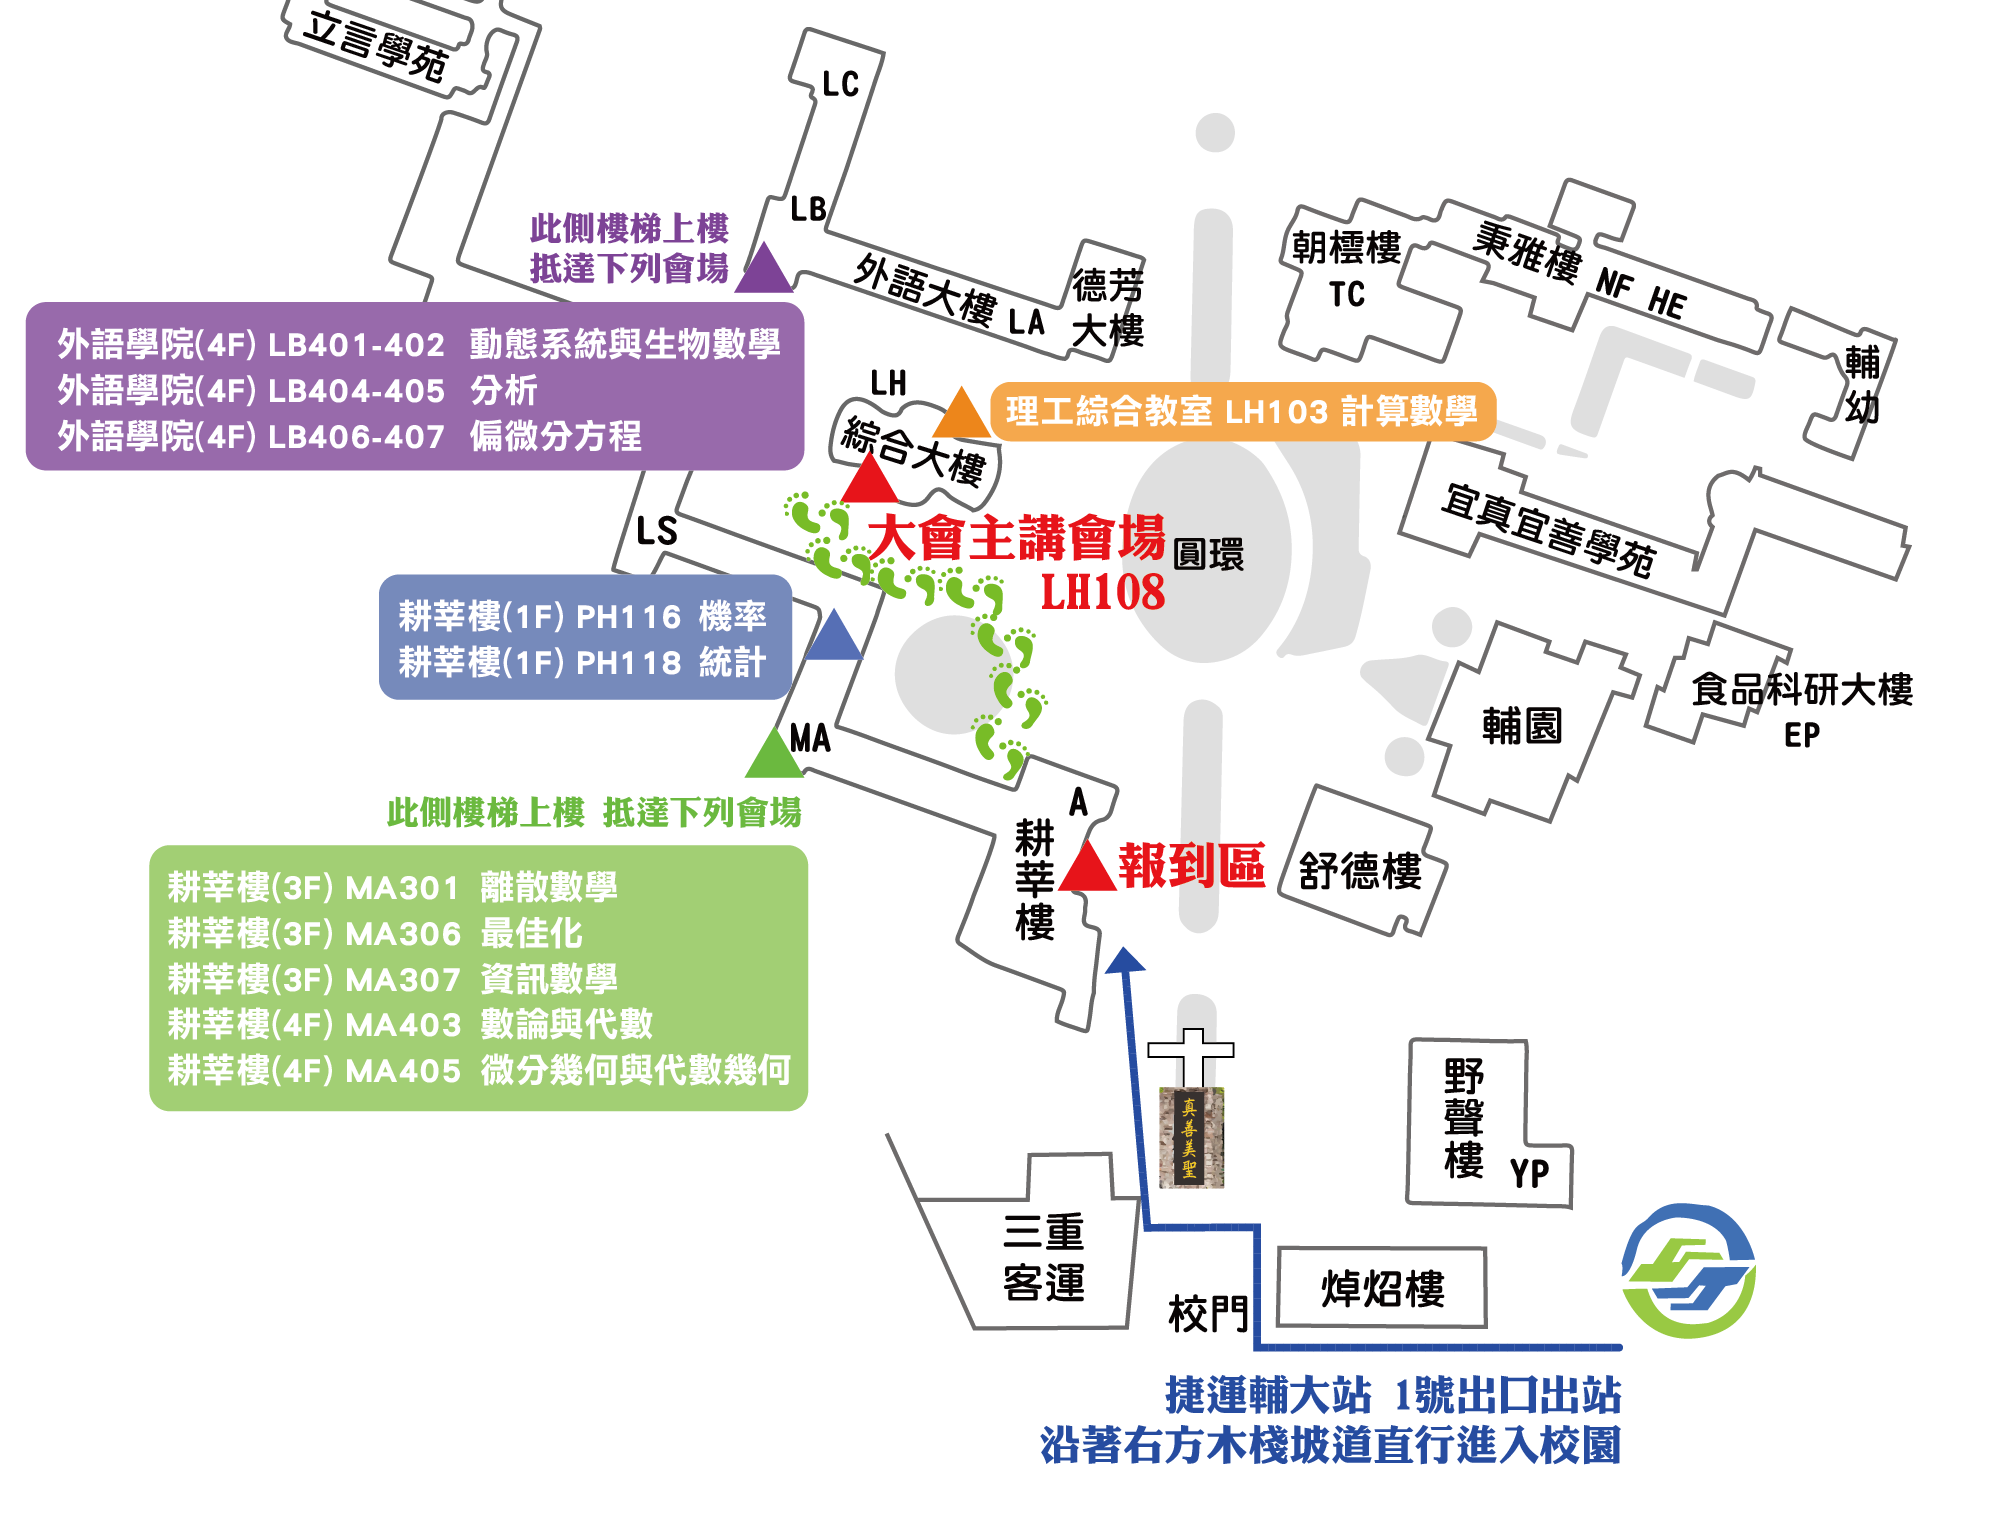 立言學苑
LC
LB
此側樓梯上樓
抵達下列會場
外語大樓 LA
德芳
大樓
朝橒樓
TC
秉雅樓 NF HE
輔
幼
外語學院(4F) LB401-402 動態系統與生物數學
外語學院(4F) LB404-405 分析
外語學院(4F) LB406-407 偏微分方程
LH
綜合大樓
理工綜合教室 LH103 計算數學
宜真宜善學苑
LS
大會主講會場
LH108
圓環
耕莘樓(1F) PH116 機率
耕莘樓(1F) PH118 統計
MA
輔園
食品科研大樓
EP
此側樓梯上樓 抵達下列會場
A
耕
莘
樓
報到區
舒德樓
耕莘樓(3F) MA301 離散數學
耕莘樓(3F) MA306 最佳化
耕莘樓(3F) MA307 資訊數學
耕莘樓(4F) MA403 數論與代數
耕莘樓(4F) MA405 微分幾何與代數幾何
真
善
美
聖
野
聲
樓
YP
三重
客運
校門
焯炤樓
捷運輔大站 1號出口出站
沿著右方木棧坡道直行進入校園